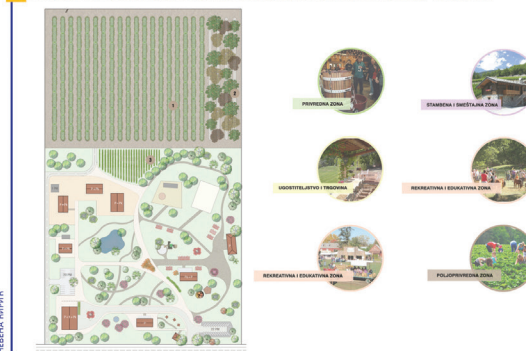 PRIVREDNA ZONA
STAMBENA I SMEŠTAJNA ZONA
UGOSTITELJSTVO I TRGOVINA
REKREATIVNA I EDUKATIVNA ZONA
REKREATIVNA I EDUKATIVNA ZONA
POLJOPRIVREDNA ZONA